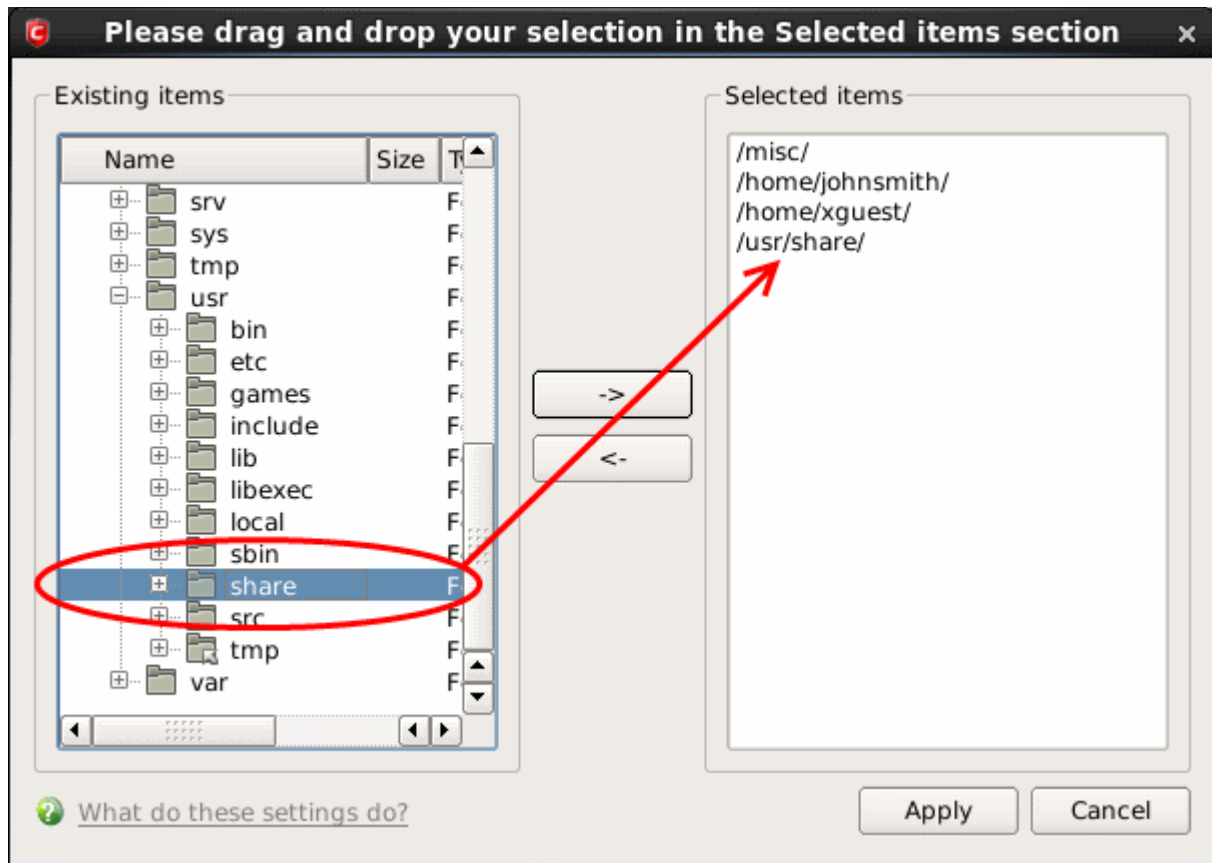 Please drag and drop your selection in the Selected items section
Existing items
Name Size
srv F
sys F
tmp F
usr F
bin F
etc F
games F
include F
lib F
libexec F
local F
sbin F
share F
src F
tmp F
var F
->
<-
Selected items
/misc/
/home/johnsmith/
/home/xguest/
/usr/share/
What do these settings do?
Apply Cancel